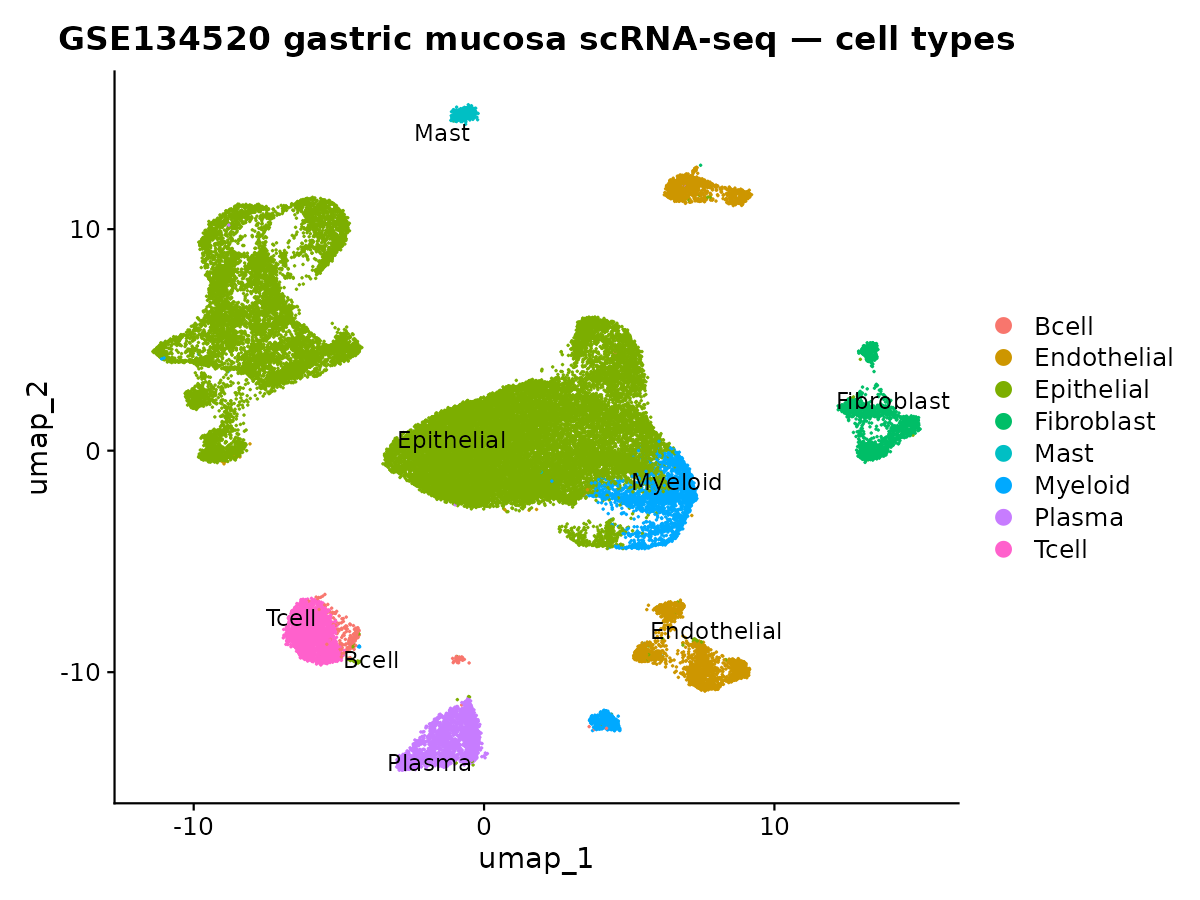 GSE134520 gastric mucosa scRNA-seq — cell types
umap_2
10
0
-10
Mast
Epithelial
Fibroblast
Myeloid
Tcell
Bcell
Endothelial
Plasma
-10
0
10
umap_1
Bcell
Endothelial
Epithelial
Fibroblast
Mast
Myeloid
Plasma
Tcell